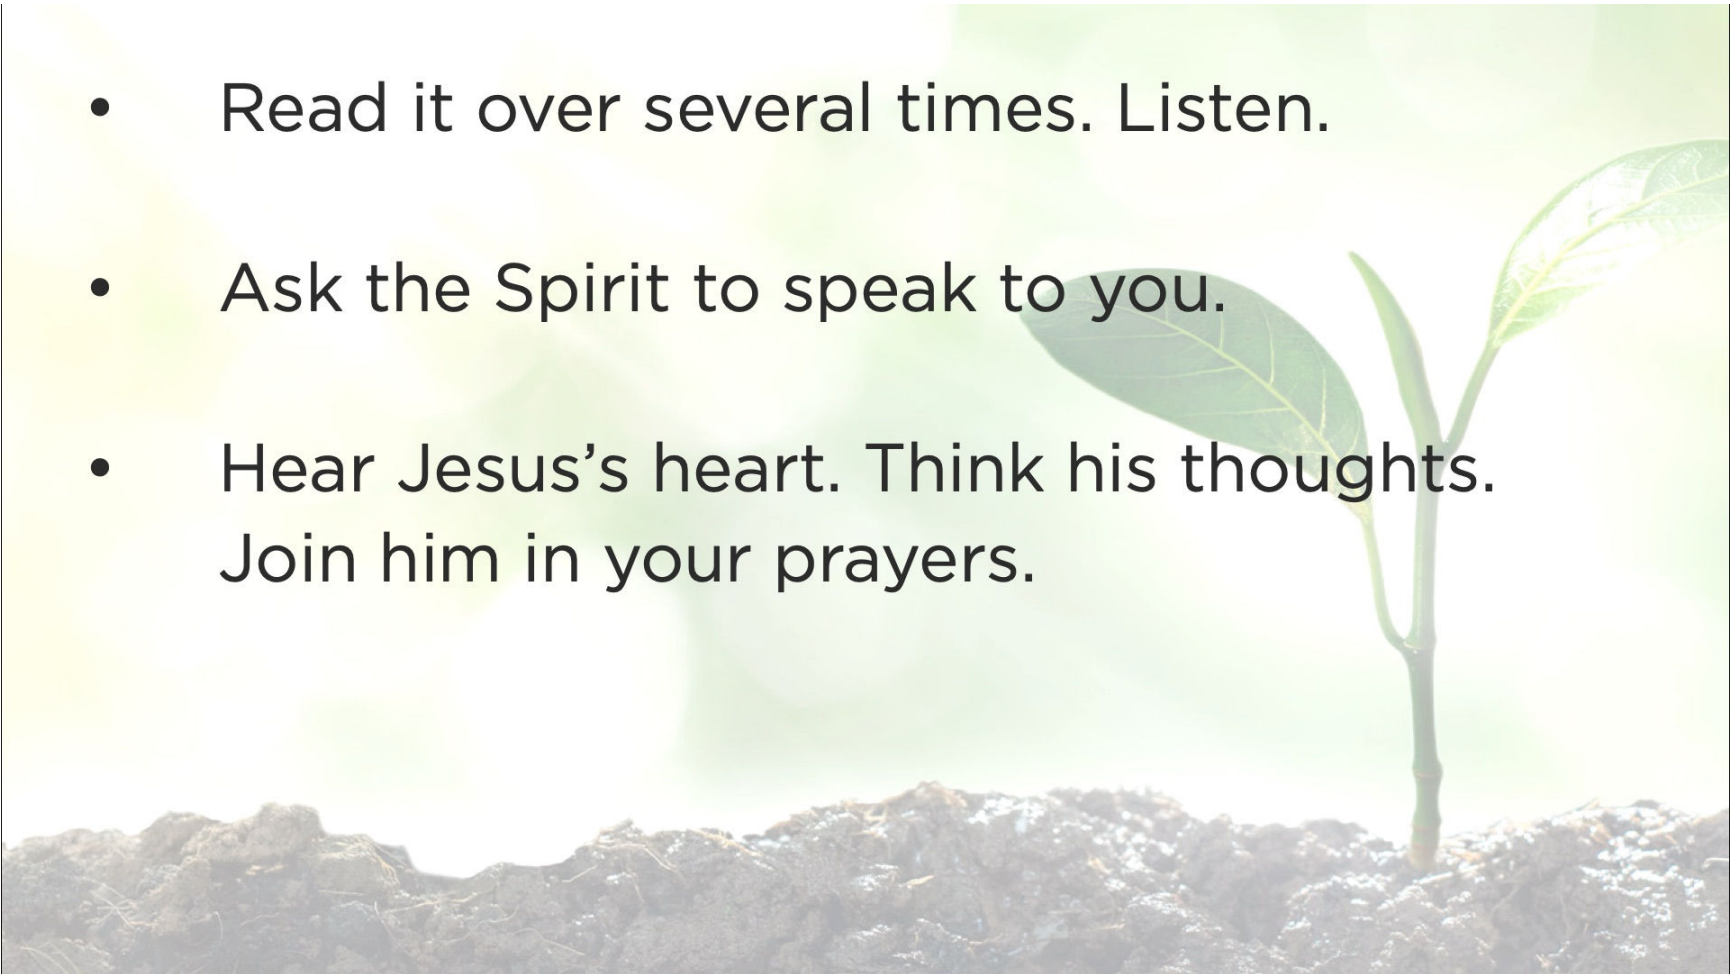 • Read it over several times. Listen.
• Ask the Spirit to speak to you.
• Hear Jesus’s heart. Think his thoughts.
Join him in your prayers.